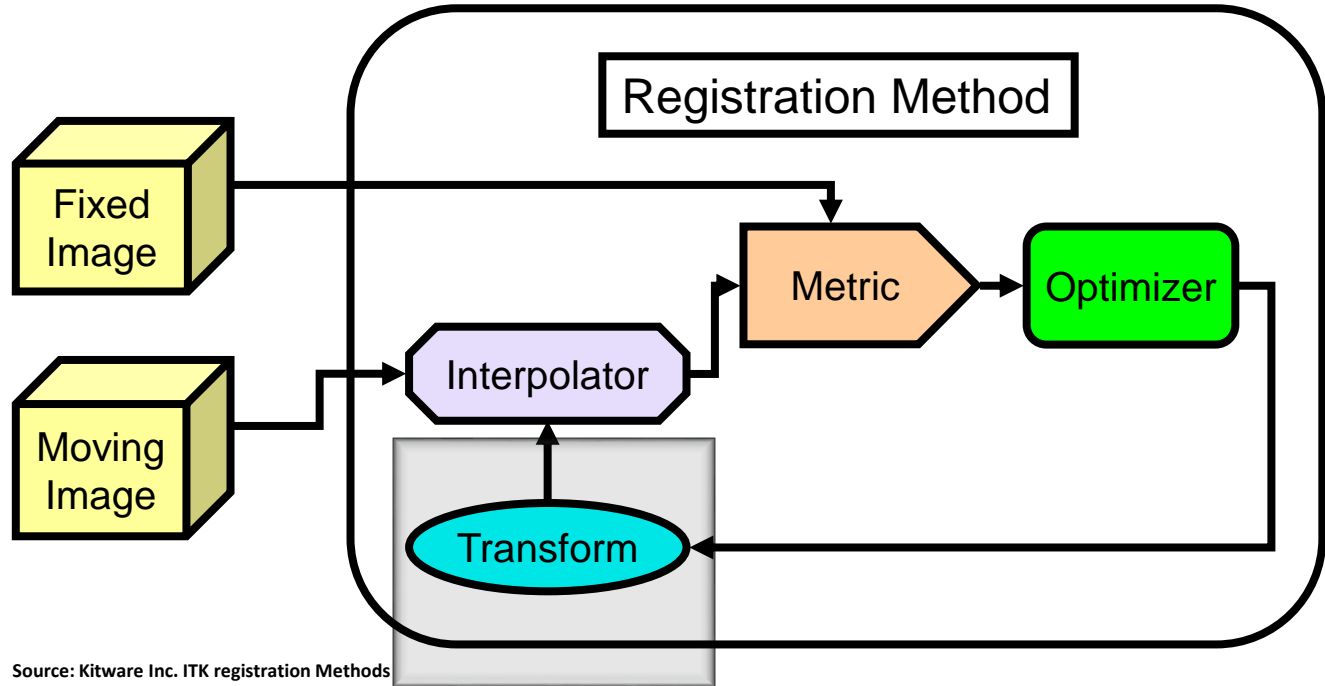 Registration Method
Fixed
Image
Metric
Optimizer
Interpolator
Moving
Image
Transform
Source: Kitware Inc. ITK registration Methods